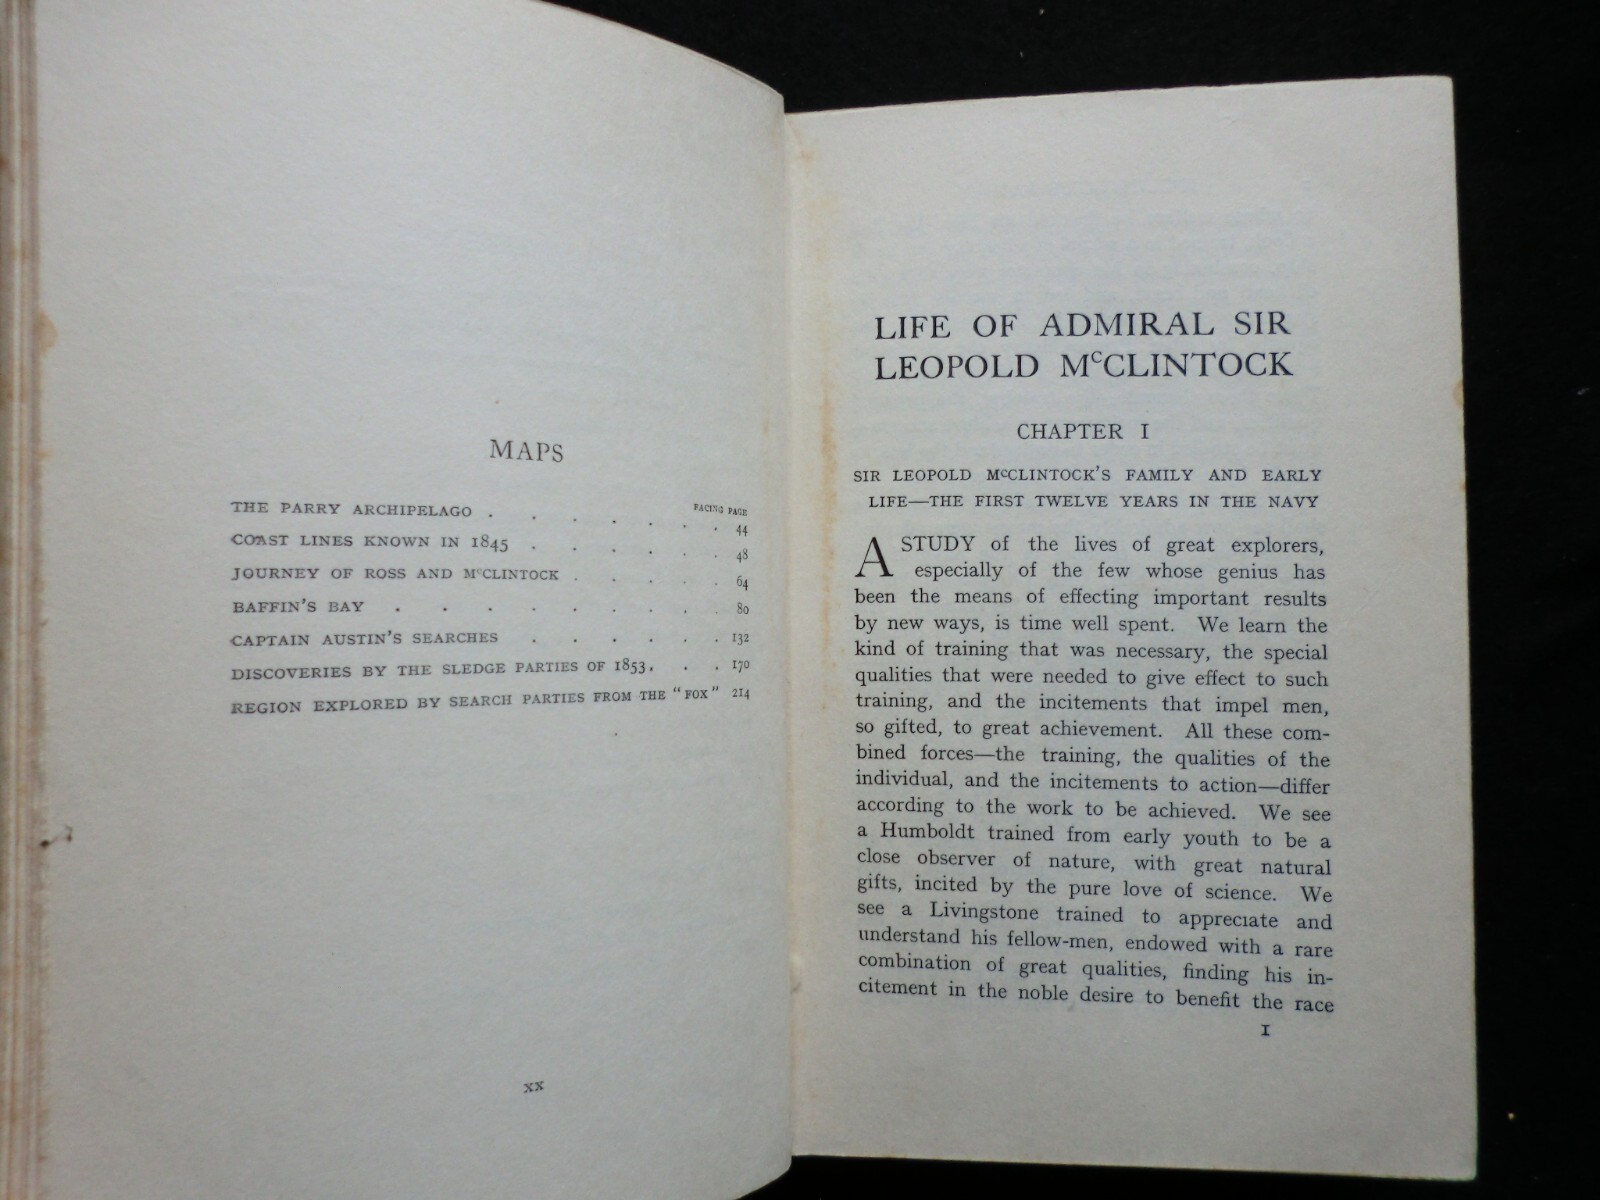 MAPS
FACING PAGE
THE PARRY ARCHIPELAGO . . . . . . . 44
COAST LINES KNOWN IN 1845 . . . . . 48
JOURNEY OF ROSS AND McCLINTOCK . . . . . 64
BAFFIN'S BAY . . . . . . . . 80
CAPTAIN AUSTIN'S SEARCHES . . . . . 132
DISCOVERIES BY THE SLEDGE PARTIES OF 1853 . . . 170
REGION EXPLORED BY SEARCH PARTIES FROM THE "FOX" 214
xx
LIFE OF ADMIRAL SIR
LEOPOLD McCLINTOCK
CHAPTER I
SIR LEOPOLD McCLINTOCK'S FAMILY AND EARLY
LIFE—THE FIRST TWELVE YEARS IN THE NAVY
A STUDY of the lives of great explorers,
especially of the few whose genius has
been the means of effecting important results
by new ways, is time well spent. We learn the
kind of training that was necessary, the special
qualities that were needed to give effect to such
training, and the incitements that impel men,
so gifted, to great achievement. All these com-
bined forces—the training, the qualities of the
individual, and the incitements to action—differ
according to the work to be achieved. We see
a Humboldt trained from early youth to be a
close observer of nature, with great natural
gifts, incited by the pure love of science. We
see a Livingstone trained to appreciate and
understand his fellow-men, endowed with a rare
combination of great qualities, finding his in-
citement in the noble desire to benefit the race
1